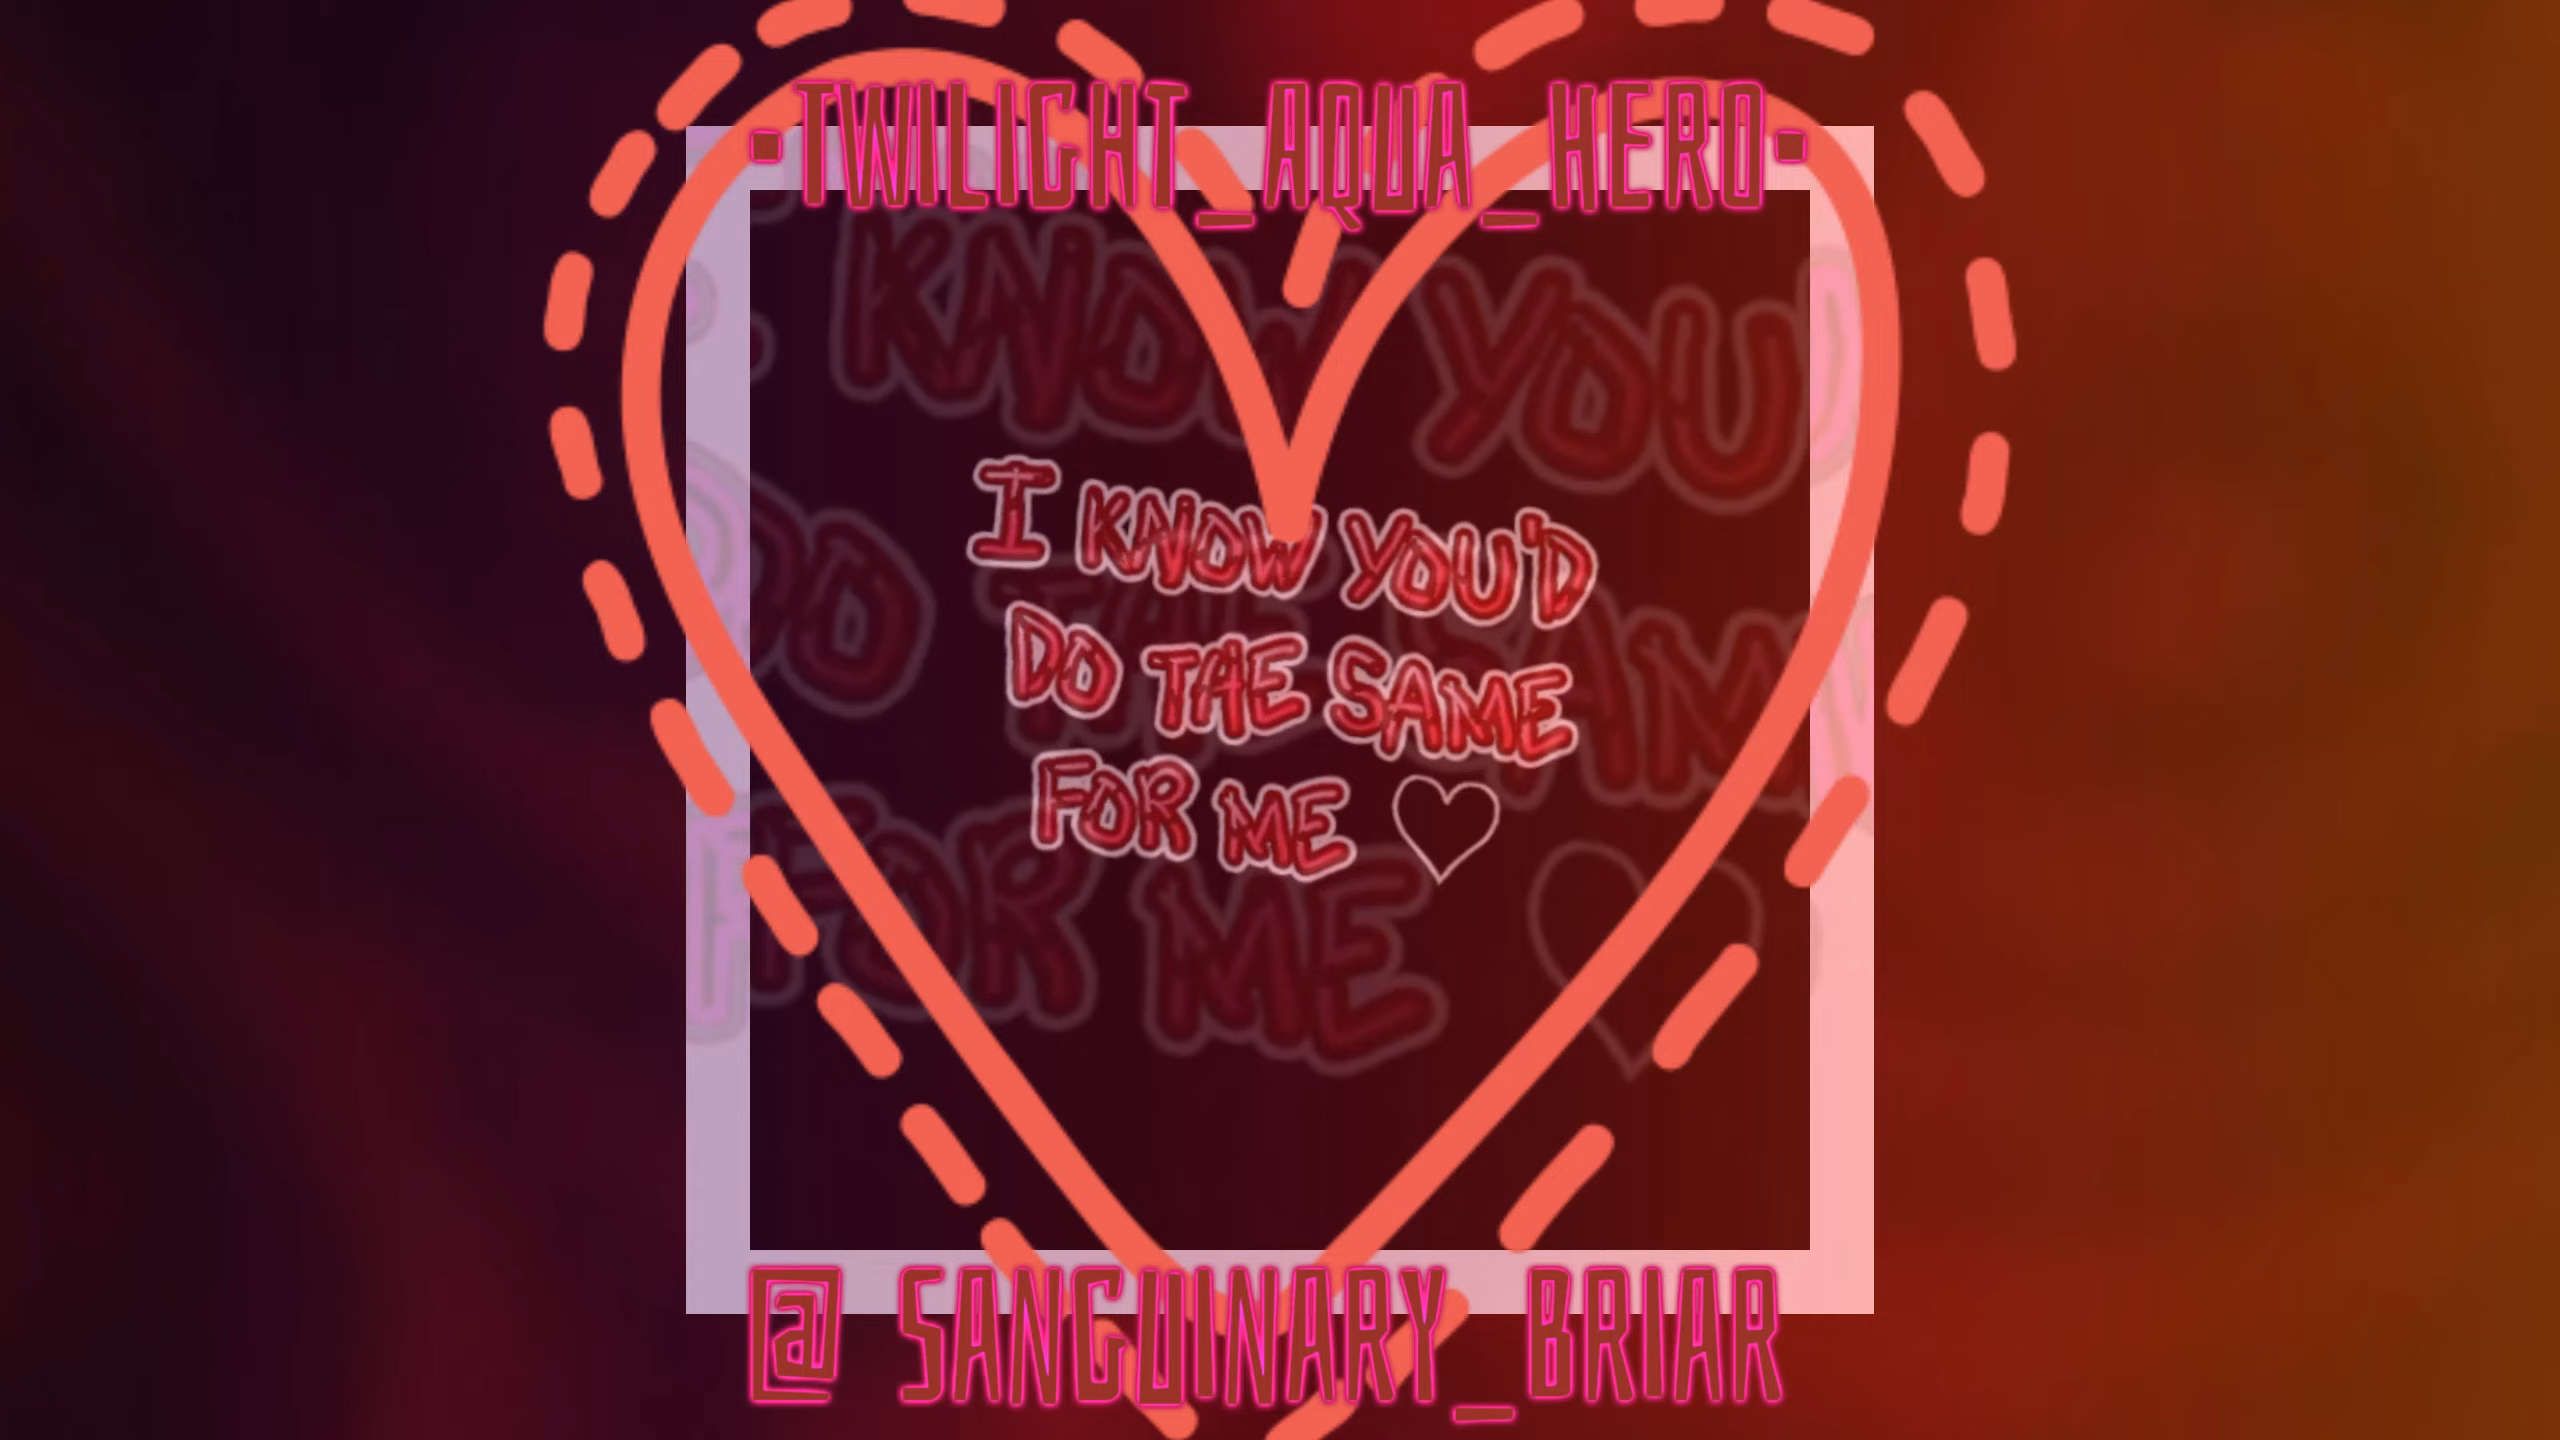 ▪TWILIGHT_AQUA_HERO▪
I KNOW YOU'D
DO THE SAME
FOR ME ♡
@ SANGUINARY_BRIAR